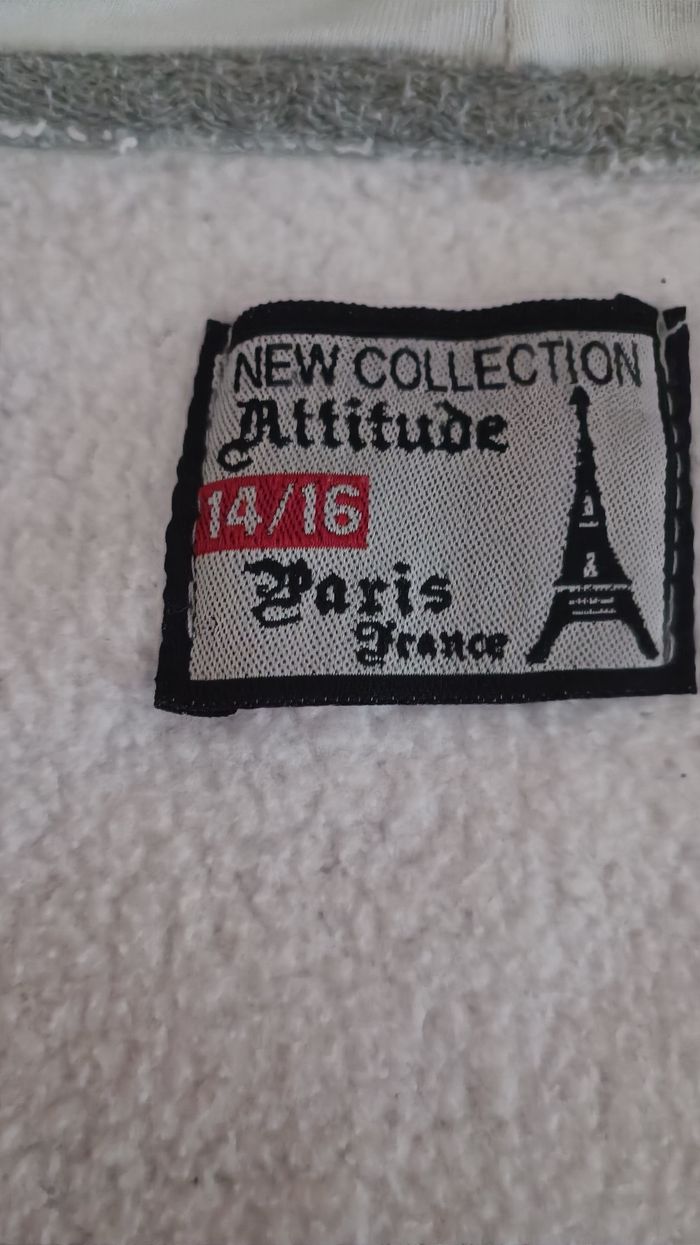 NEW COLLECTION
Attitude
14/16
Paris
France